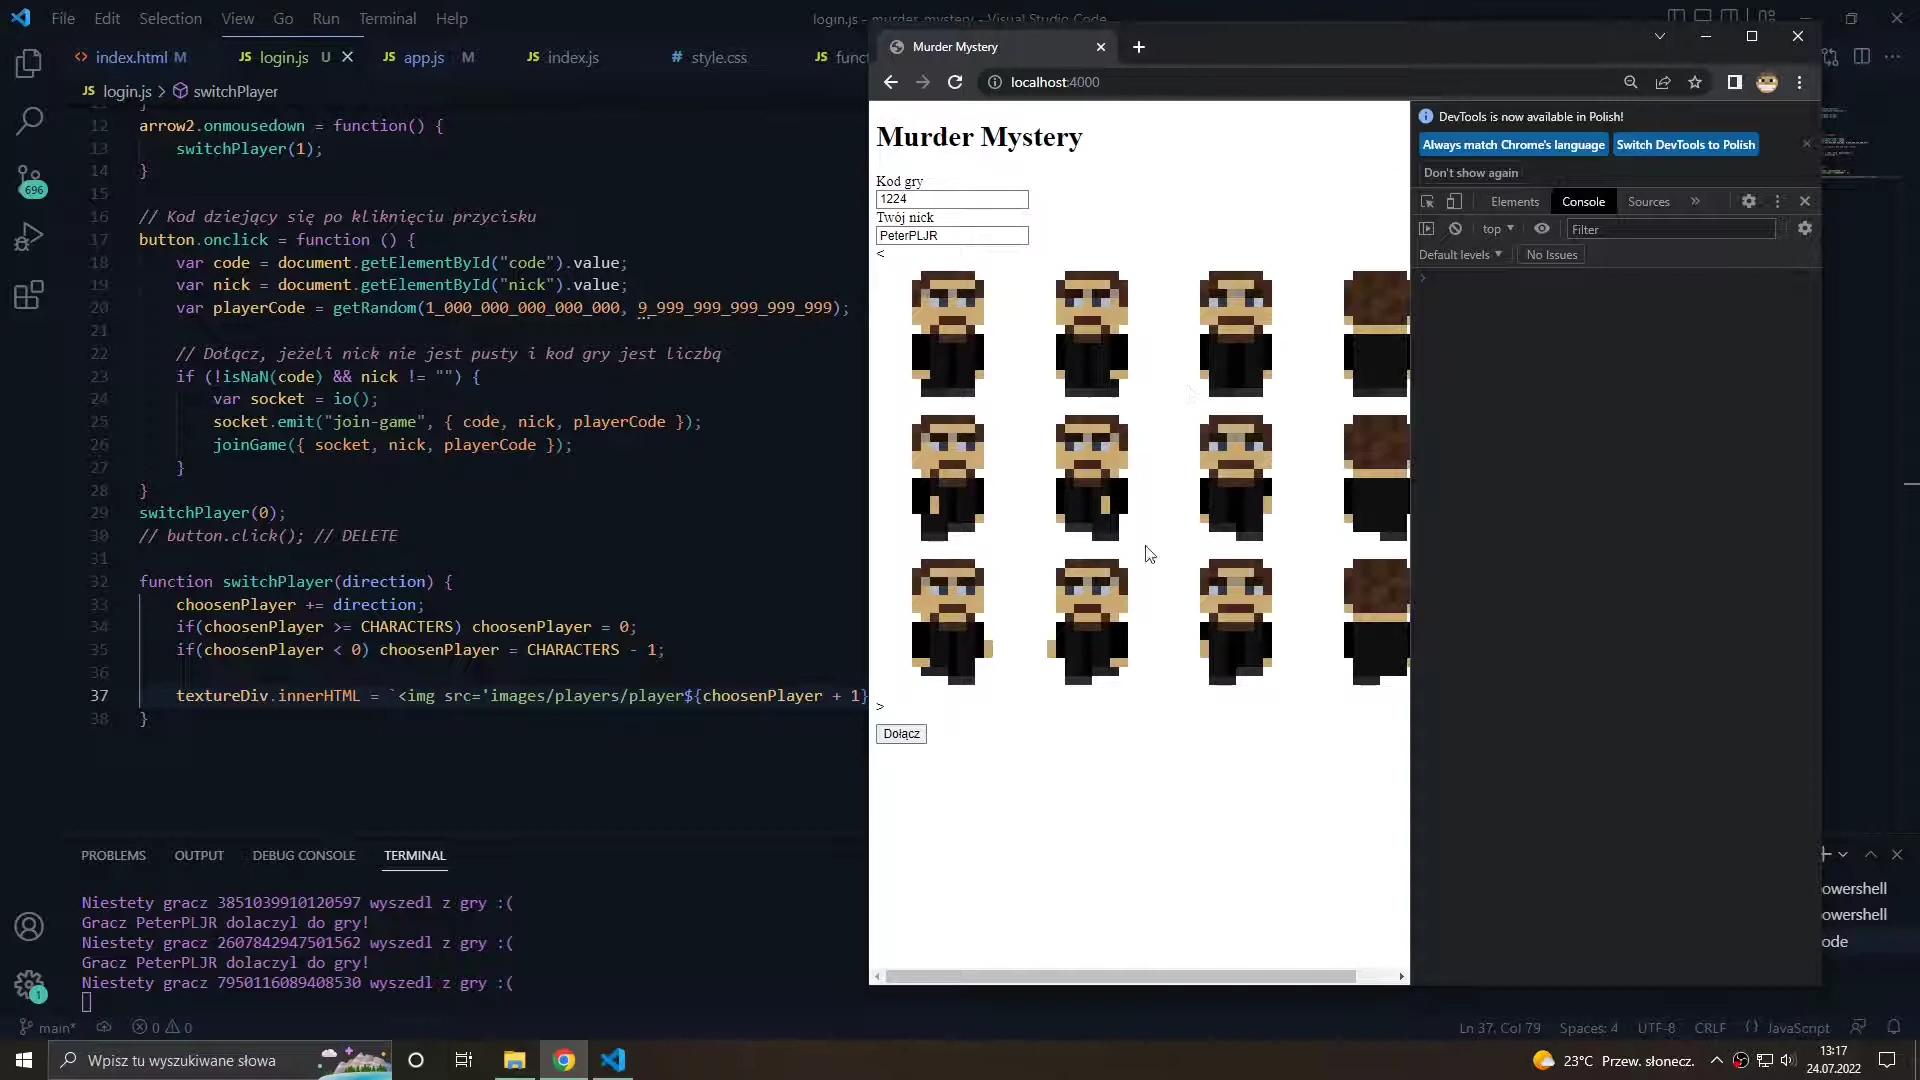 File Edit Selection View Go Run Terminal Help
login.js - murder_mystery - Visual Studio Code
index.html M login.js U app.js M index.js style.css
login.js > switchPlayer
12 arrow2.onmousedown = function() {
13 switchPlayer(1);
14 }
15
16 // Kod dziejący się po kliknięciu przycisku
17 button.onclick = function () {
18 var code = document.getElementById("code").value;
19 var nick = document.getElementById("nick").value;
20 var playerCode = getRandom(1_000_000_000_000_000, 9_999_999_999_999_999);
21
22 // Dołącz, jeżeli nick nie jest pusty i kod gry jest liczbą
23 if (!isNaN(code) && nick != "") {
24 var socket = io();
25 socket.emit("join-game", { code, nick, playerCode });
26 joinGame({ socket, nick, playerCode });
27 }
28 }
29 switchPlayer(0);
30 // button.click(); // DELETE
31
32 function switchPlayer(direction) {
33 choosenPlayer += direction;
34 if(choosenPlayer >= CHARACTERS) choosenPlayer = 0;
35 if(choosenPlayer < 0) choosenPlayer = CHARACTERS - 1;
36
37 textureDiv.innerHTML = `<img src='images/players/player${choosenPlayer + 1}
38 }
PROBLEMS OUTPUT DEBUG CONSOLE TERMINAL
Niestety gracz 3851039910120597 wyszedl z gry :(
Gracz PeterPLJR dolaczyl do gry!
Niestety gracz 2607842947501562 wyszedl z gry :(
Gracz PeterPLJR dolaczyl do gry!
Niestety gracz 7950116089408530 wyszedl z gry :(
owershell
owershell
ode
Murder Mystery
localhost:4000
Murder Mystery
Kod gry
1224
Twój nick
PeterPLJR
<
>
Dołącz
DevTools is now available in Polish!
Always match Chrome's language Switch DevTools to Polish
Don't show again
Elements Console Sources
top Filter
Default levels No Issues
696
1
main* 0 0
Ln 37, Col 79 Spaces: 4 UTF-8 CRLF JavaScript
Wpisz tu wyszukiwane słowa
23°C Przew. słonecz.
13:17
24.07.2022